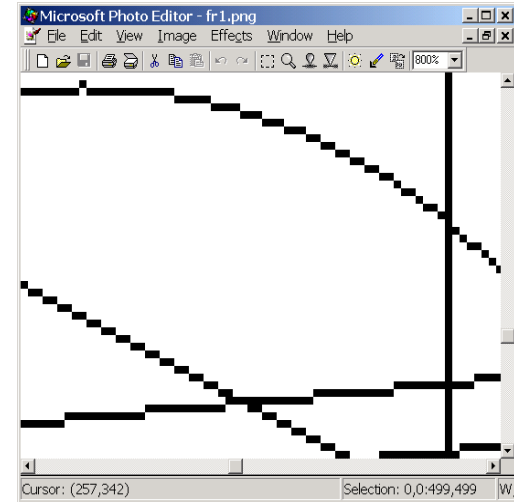 Microsoft Photo Editor - fr1.png
File Edit View Image Effects Window Help
800%
Cursor: (257,342) Selection: 0,0:499,499 W